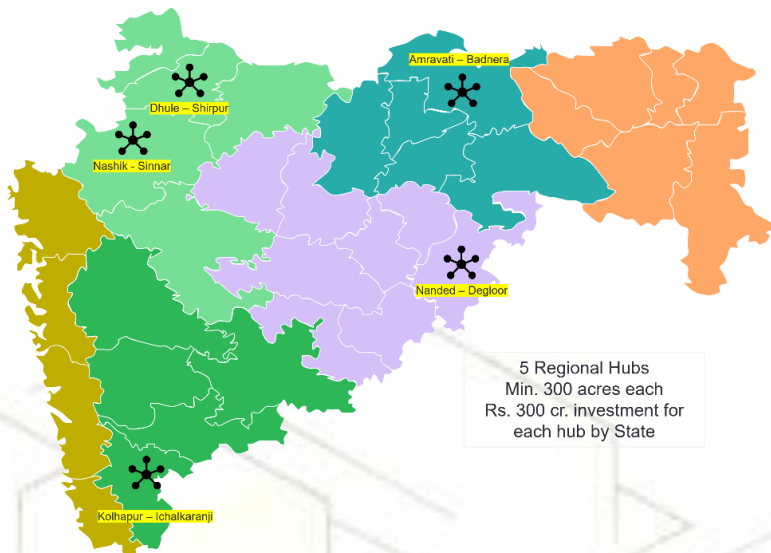 Amravati – Badnera
Dhule – Shirpur
Nashik - Sinnar
Nanded – Degloor
5 Regional Hubs
Min. 300 acres each
Rs. 300 cr. investment for
each hub by State
Kolhapur – Ichalkaranji